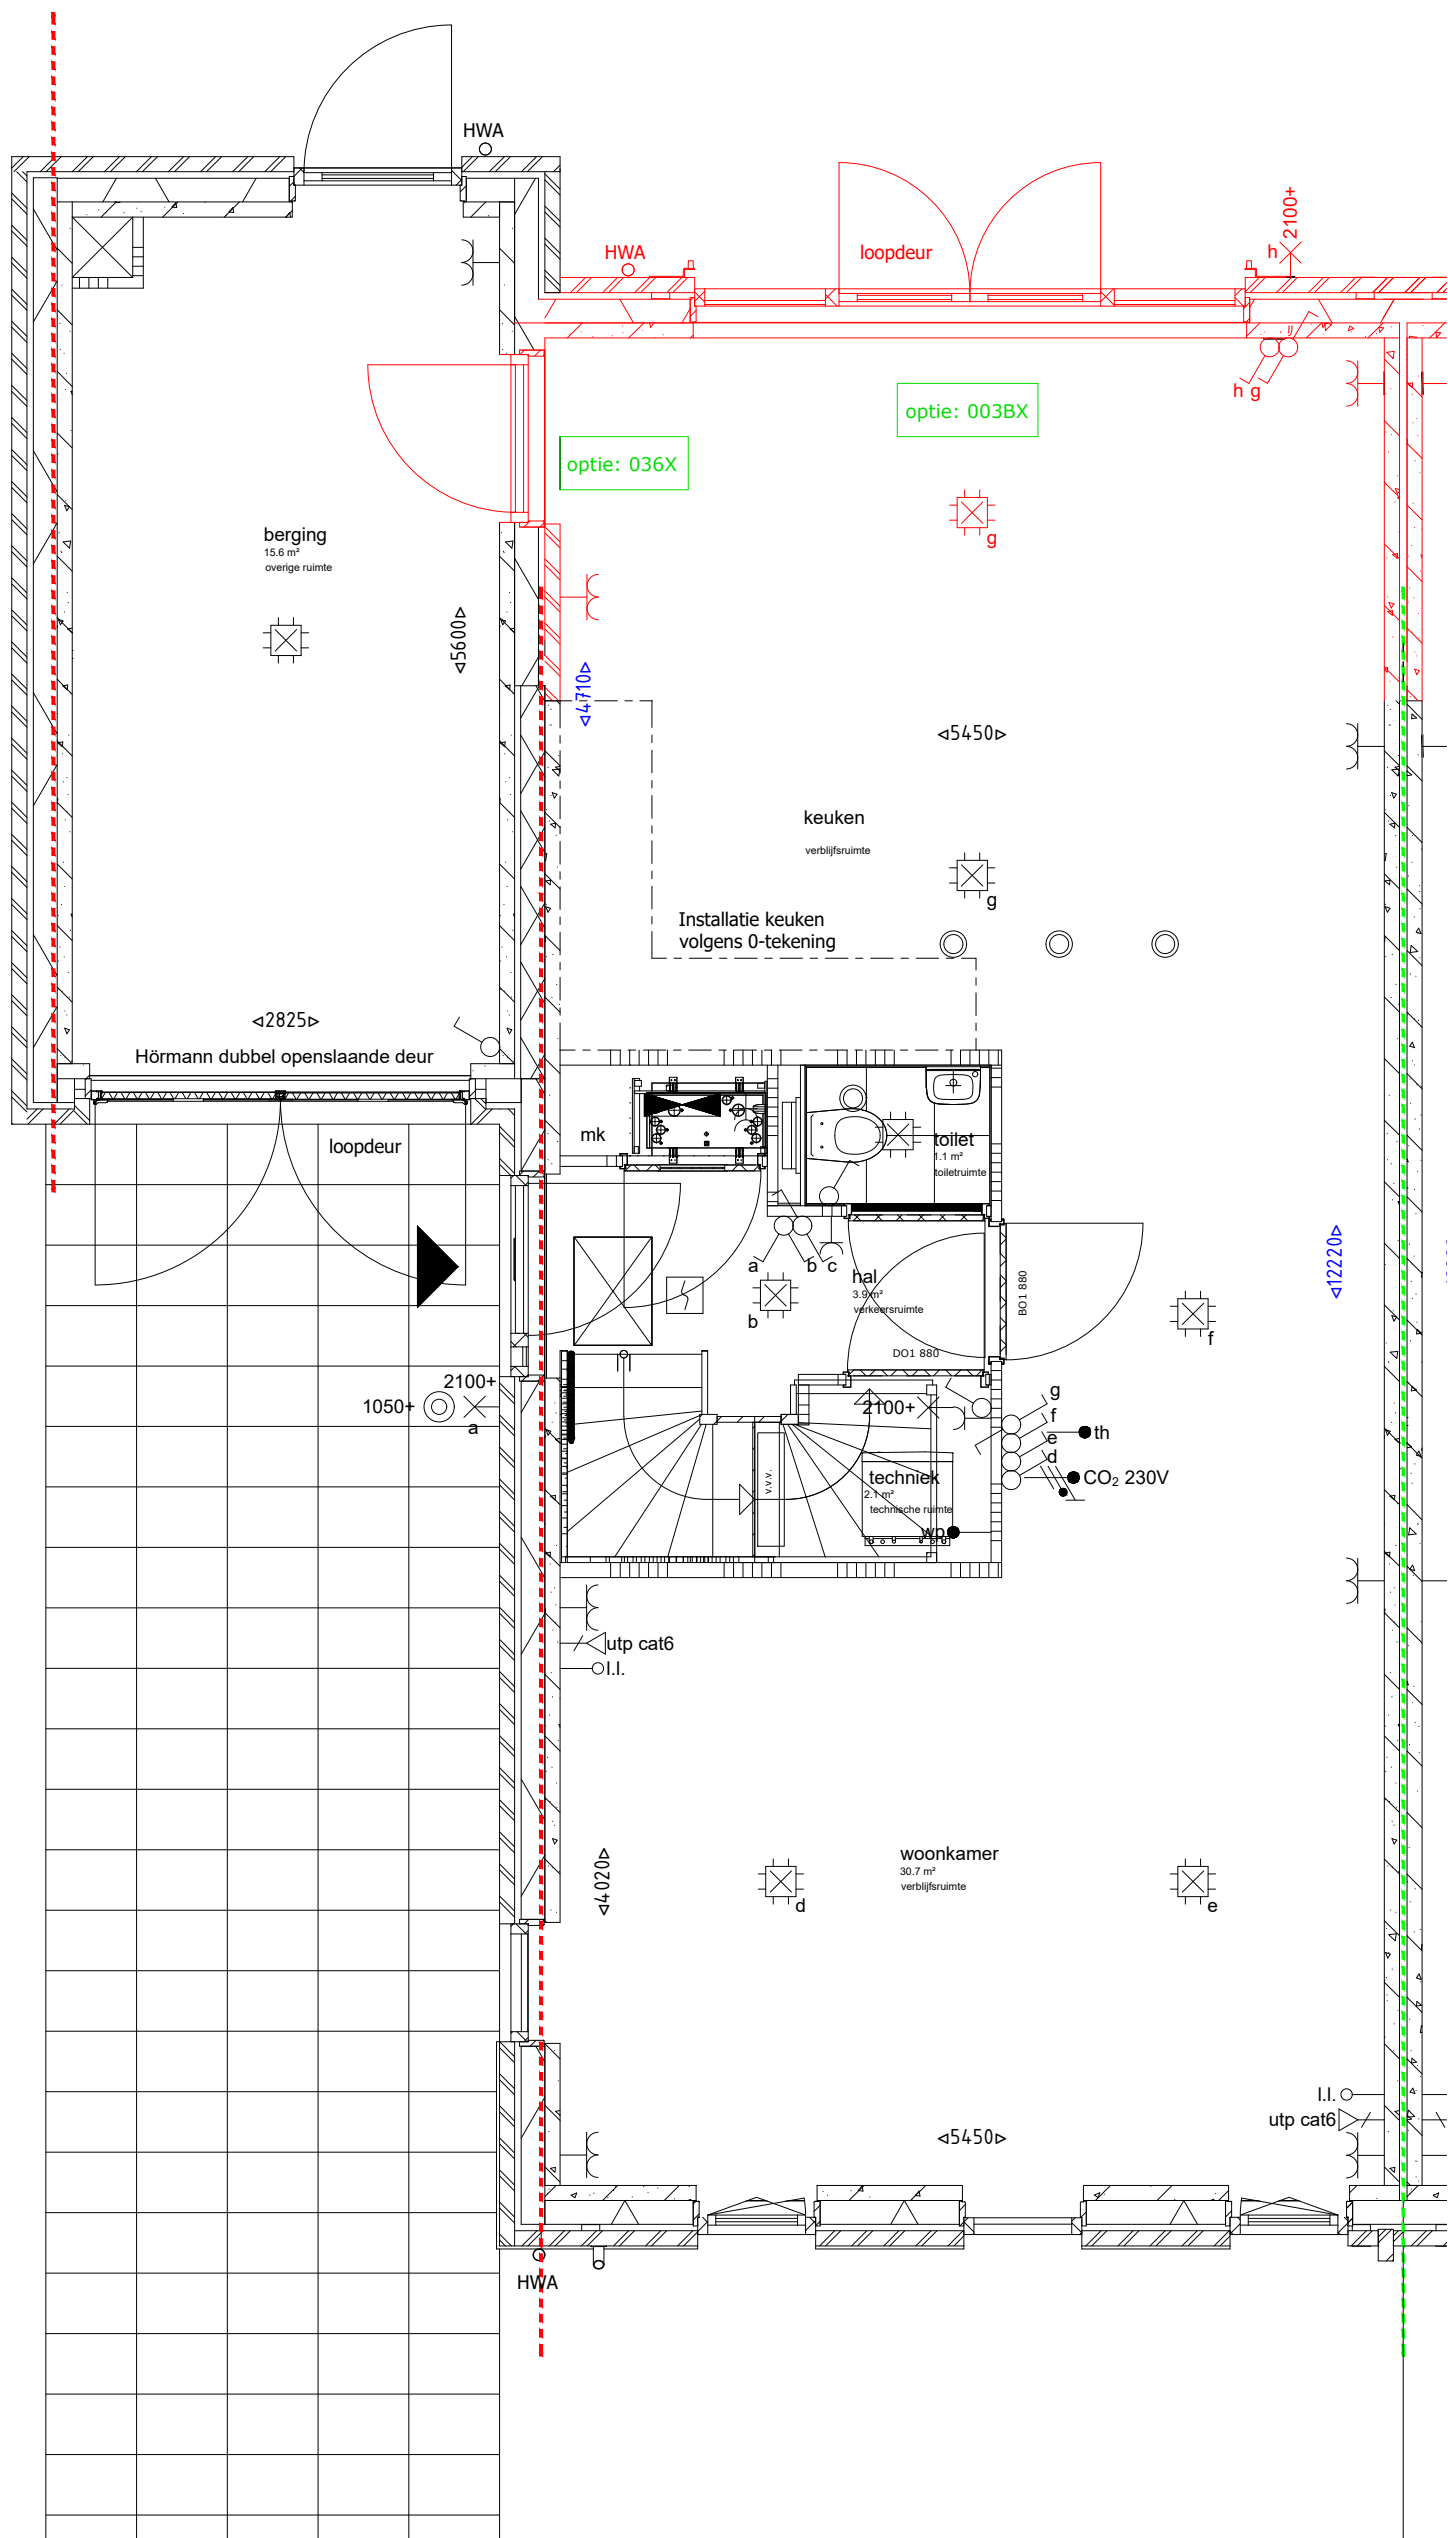 HWA
2100+
HWA
loopdeur
h
h g
optie: 003BX
optie: 036X
g
berging
15.6 m²
overige ruimte
5600
4710
5450
keuken
verblijfsruimte
g
Installatie keuken
volgens 0-tekening
2825
Hörmann dubbel openslaande deur
loopdeur
mk
toilet
1.1 m²
toiletruimte
a
b
c
hal
3.9 m²
verkeersruimte
b
BO1 880
DO1 880
12220
f
2100+
1050+
a
2100+
g
f
e
d
th
CO₂ 230V
v.v.v.
techniek
2.1 m²
technische ruimte
wp
utp cat6
l.l.
woonkamer
30.7 m²
verblijfsruimte
4020
d
e
l.l.
utp cat6
5450
HWA